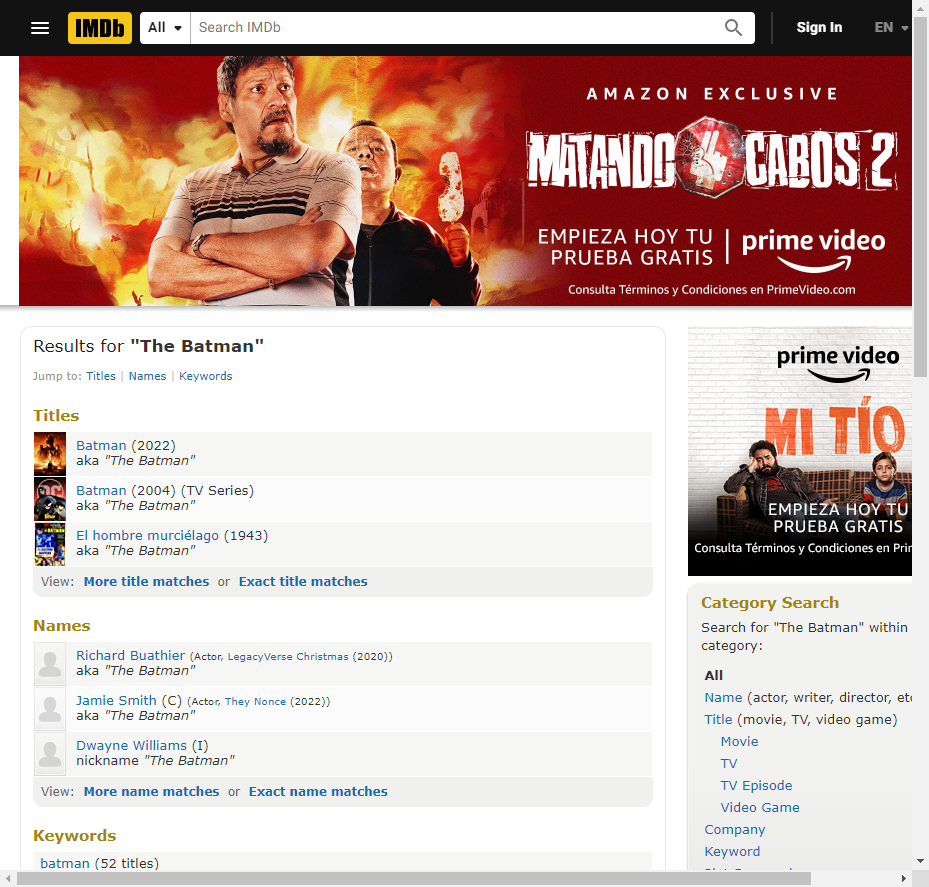 IMDb
All
Search IMDb
Sign In
EN
AMAZON EXCLUSIVE
MATANDO CABOS 2
EMPIEZA HOY TU
PRUEBA GRATIS
prime video
Consulta Términos y Condiciones en PrimeVideo.com
Results for "The Batman"
Jump to: Titles | Names | Keywords
Titles
Batman (2022)
aka "The Batman"
Batman (2004) (TV Series)
aka "The Batman"
El hombre murciélago (1943)
aka "The Batman"
View: More title matches or Exact title matches
Names
Richard Buathier (Actor, LegacyVerse Christmas (2020))
aka "The Batman"
Jamie Smith (C) (Actor, They Nonce (2022))
aka "The Batman"
Dwayne Williams (I)
nickname "The Batman"
View: More name matches or Exact name matches
Keywords
batman (52 titles)
prime video
MI TÍO
EMPIEZA HOY TU
PRUEBA GRATIS
Consulta Términos y Condiciones en Prim
Category Search
Search for "The Batman" within
category:
All
Name (actor, writer, director, etc
Title (movie, TV, video game)
Movie
TV
TV Episode
Video Game
Company
Keyword